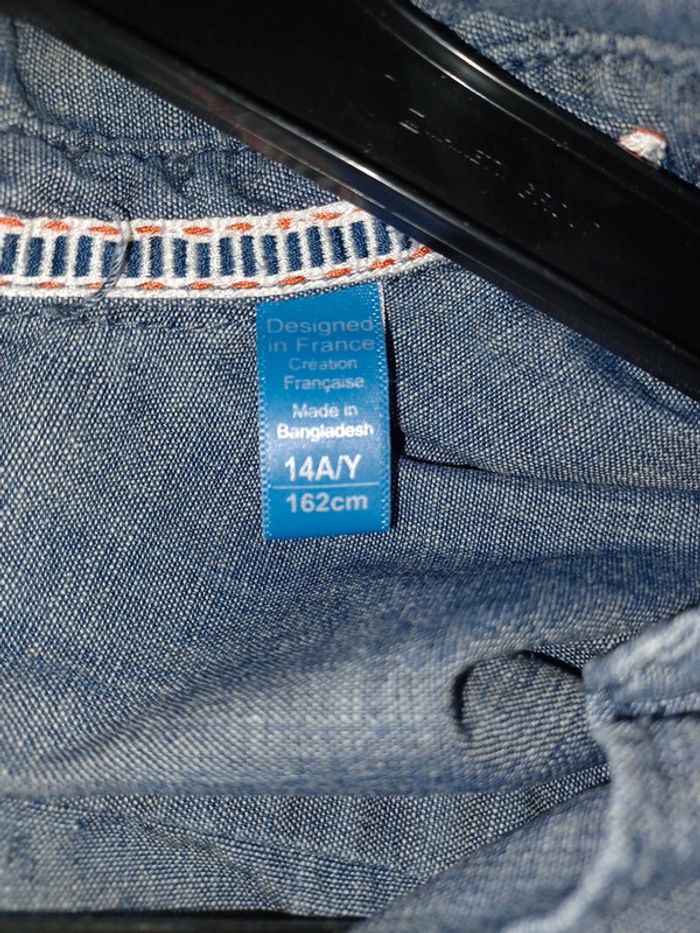 Designed
in France
Création
Française
Made in
Bangladesh
14A/Y
162cm